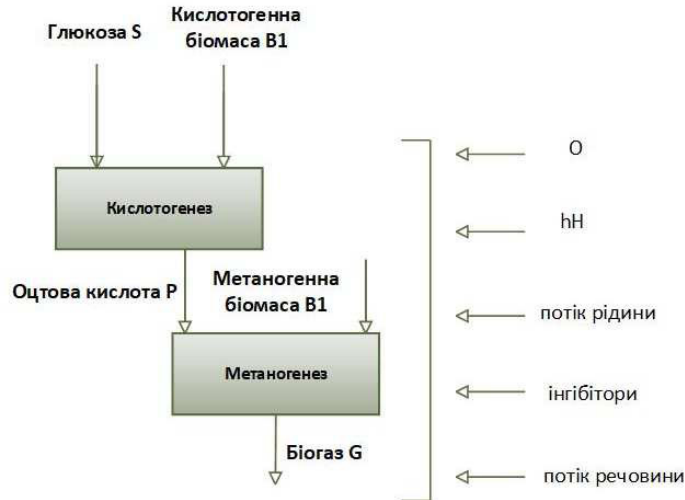 Глюкоза S
Кислотогенна
біомаса B1
О
Кислотогенез
hH
Оцтова кислота P
Метаногенна
біомаса B1
потік рідини
Метаногенез
інгібітори
Біогаз G
потік речовини